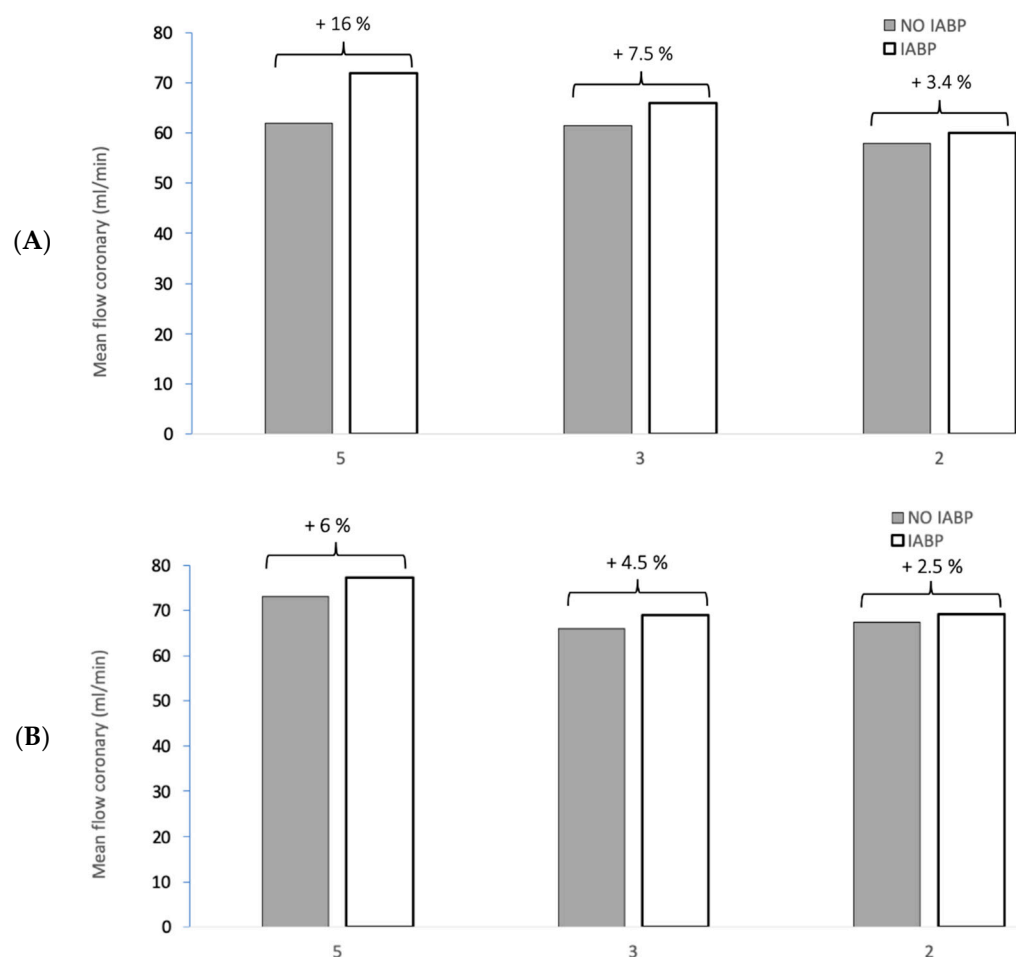 (A)
Mean flow coronary (ml/min)
80
70
60
50
40
30
20
10
0
+ 16 %
+ 7.5 %
+ 3.4 %
NO IABP
IABP
5 3 2
(B)
Mean flow coronary (ml/min)
80
70
60
50
40
30
20
10
0
+ 6 %
+ 4.5 %
+ 2.5 %
NO IABP
IABP
5 3 2